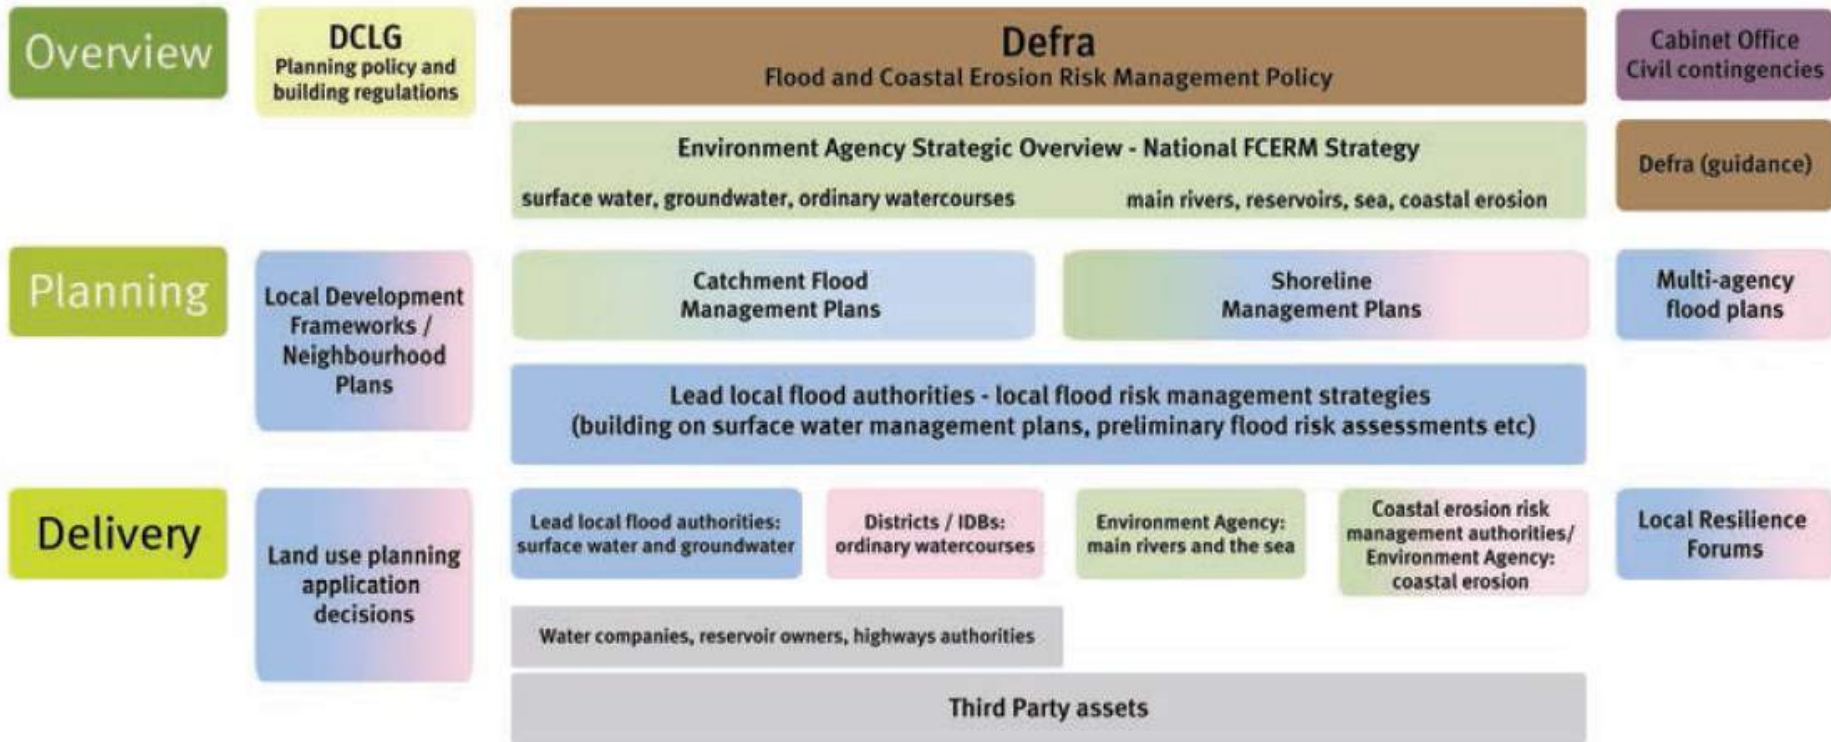 Overview
DCLG
Planning policy and
building regulations
Defra
Flood and Coastal Erosion Risk Management Policy
Cabinet Office
Civil contingencies
Environment Agency Strategic Overview - National FCERM Strategy
surface water, groundwater, ordinary watercourses
main rivers, reservoirs, sea, coastal erosion
Defra (guidance)
Planning
Local Development
Frameworks /
Neighbourhood
Plans
Catchment Flood
Management Plans
Shoreline
Management Plans
Multi-agency
flood plans
Lead local flood authorities - local flood risk management strategies
(building on surface water management plans, preliminary flood risk assessments etc)
Delivery
Land use planning
application
decisions
Lead local flood authorities:
surface water and groundwater
Districts / IDBs:
ordinary watercourses
Environment Agency:
main rivers and the sea
Coastal erosion risk
management authorities/
Environment Agency:
coastal erosion
Local Resilience
Forums
Water companies, reservoir owners, highways authorities
Third Party assets